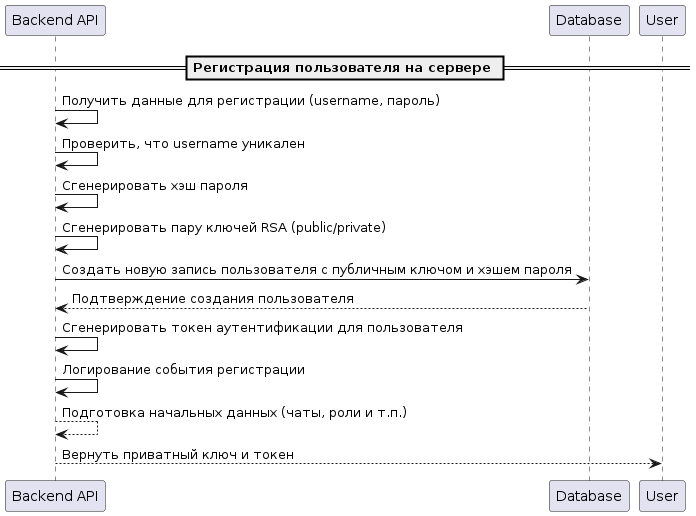 Backend API
Database
User
Регистрация пользователя на сервере
Получить данные для регистрации (username, пароль)
Проверить, что username уникален
Сгенерировать хэш пароля
Сгенерировать пару ключей RSA (public/private)
Создать новую запись пользователя с публичным ключом и хэшем пароля
Подтверждение создания пользователя
Сгенерировать токен аутентификации для пользователя
Логирование события регистрации
Подготовка начальных данных (чаты, роли и т.п.)
Вернуть приватный ключ и токен
Backend API
Database
User